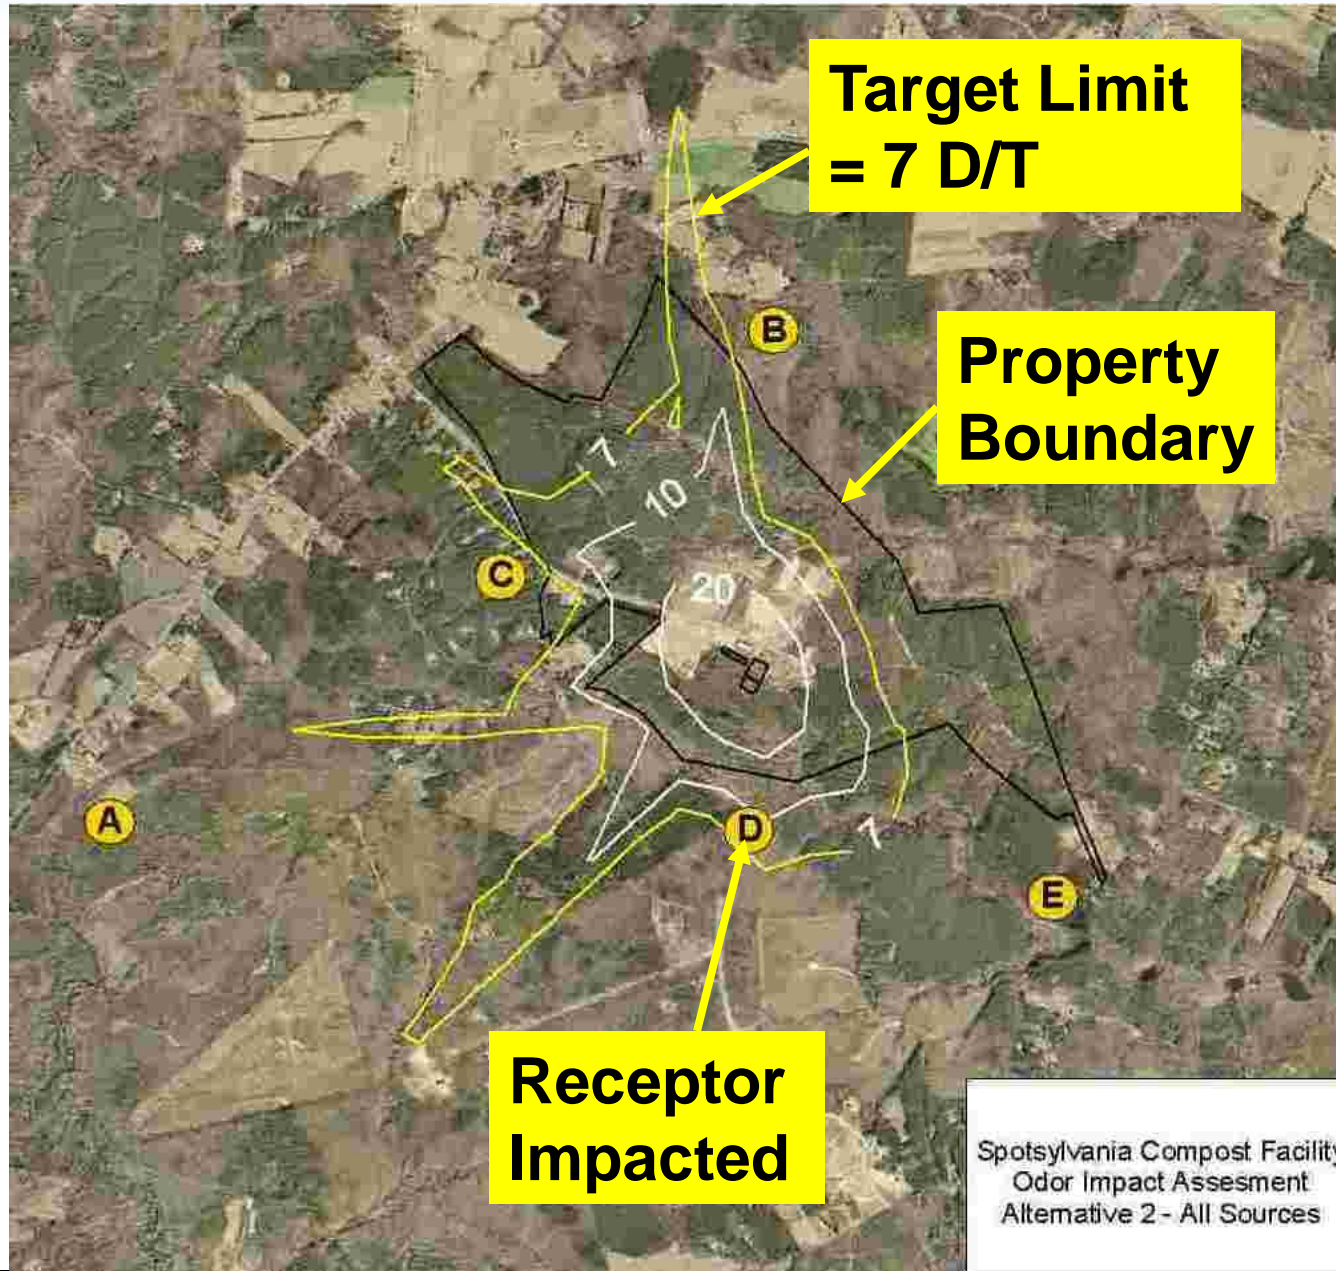 Target Limit
= 7 D/T
B
Property
Boundary
7
10
C
20
A
D
7
E
Receptor
Impacted
Spotsylvania Compost Facility
Odor Impact Assesment
Alternative 2 - All Sources